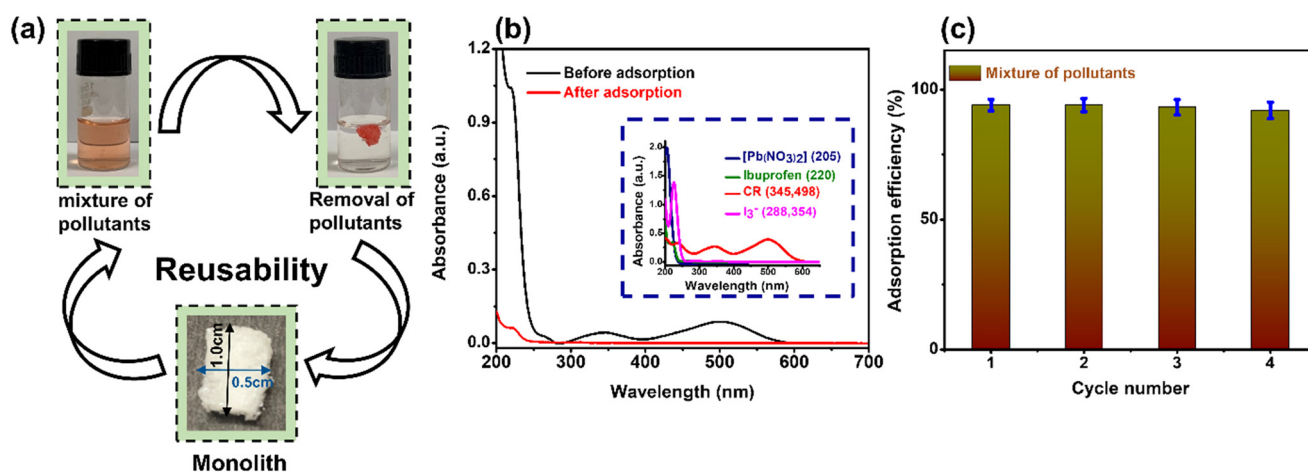 (a)
mixture of
pollutants
Removal of
pollutants
Reusability
1.0cm
0.5cm
Monolith
(b)
1.2
0.9
0.6
0.3
0.0
Absorbance (a.u.)
Before adsorption
After adsorption
2.0
1.5
1.0
0.5
0.0
Absorbance (a.u.)
[Pb(NO3)2] (205)
Ibuprofen (220)
CR (345,498)
I3- (288,354)
200 300 400 500 600
Wavelength (nm)
200 300 400 500 600 700
Wavelength (nm)
(c)
100
50
0
Adsorption efficiency (%)
Mixture of pollutants
1 2 3 4
Cycle number